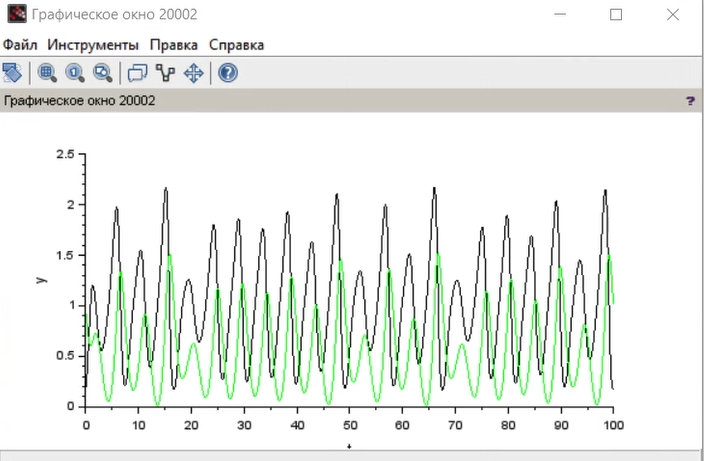 Графическое окно 20002
Файл Инструменты Правка Справка
Графическое окно 20002 ?
2.5
2
1.5
y
1
0.5
0
0 10 20 30 40 50 60 70 80 90 100